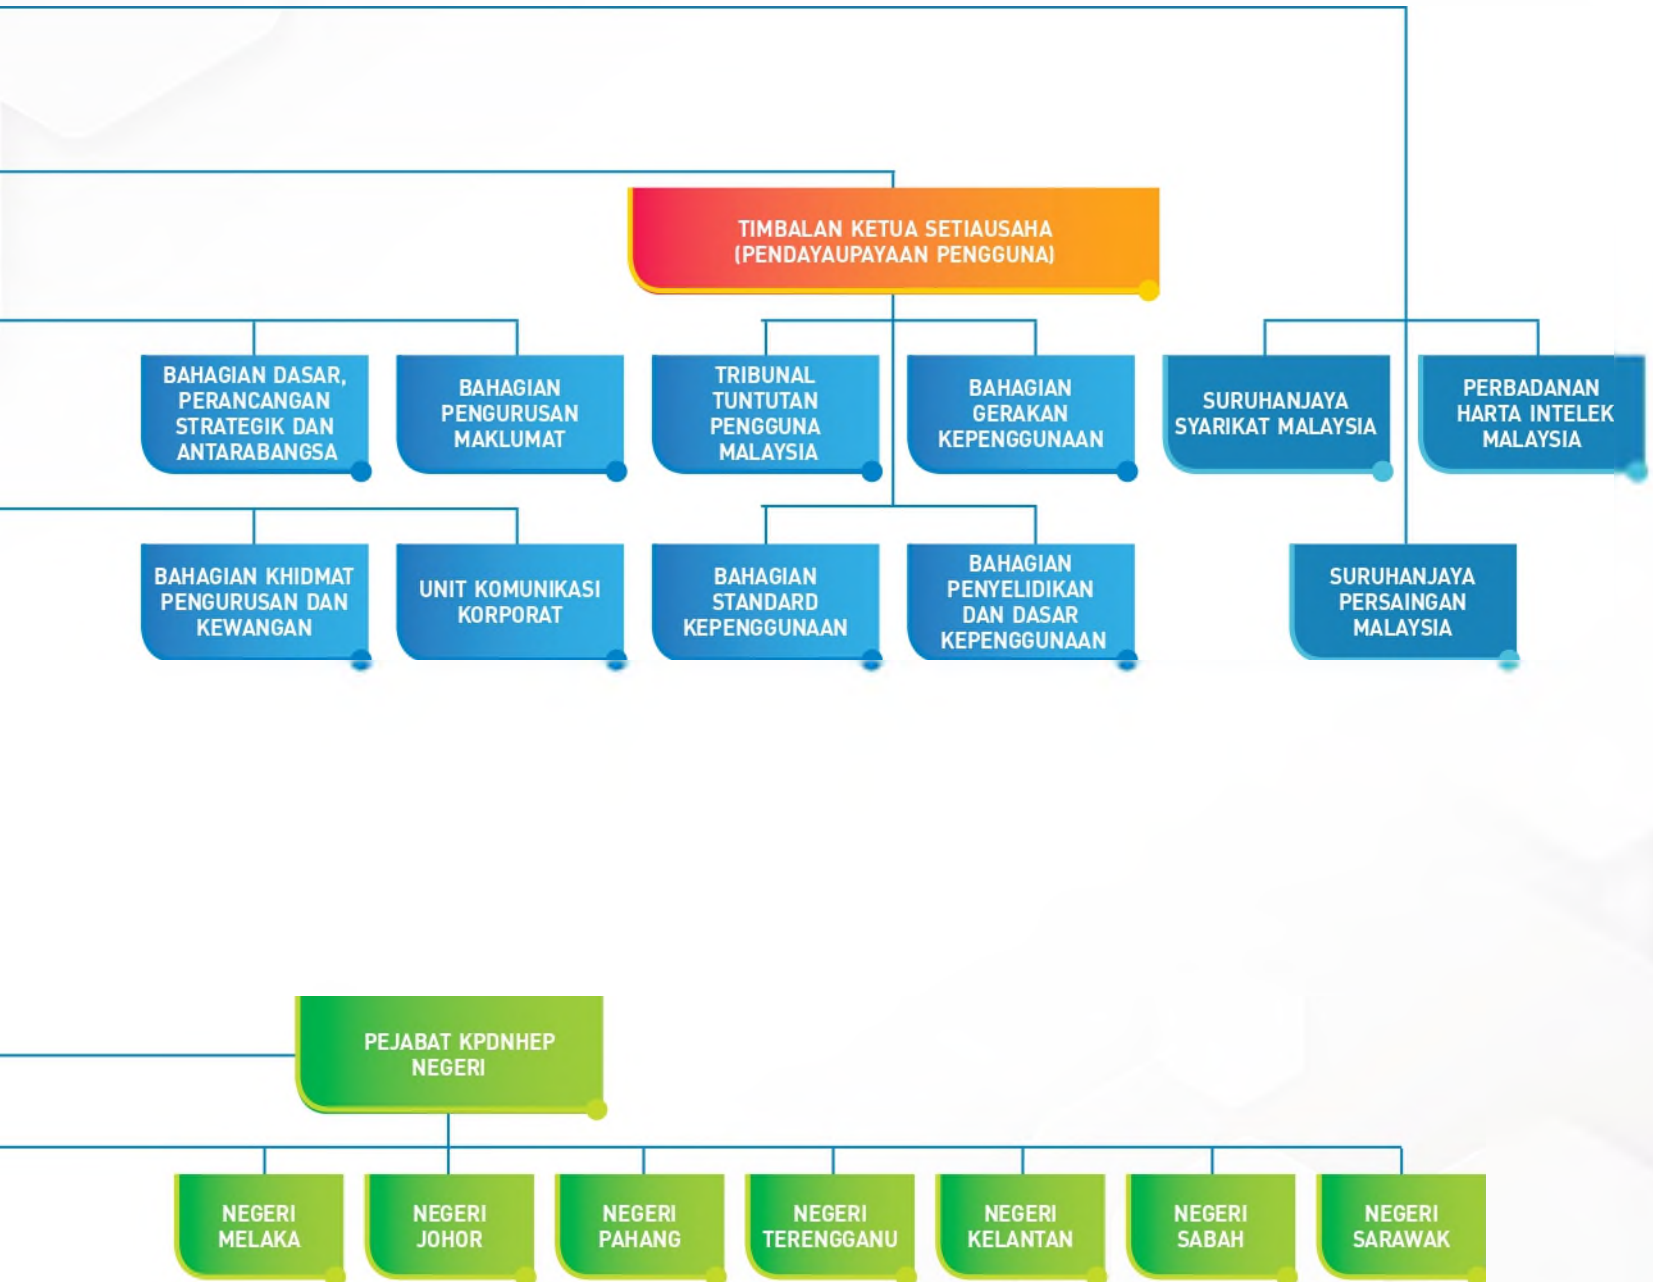 TIMBALAN KETUA SETIAUSAHA
(PENDAYAUPAYAAN PENGGUNA)
BAHAGIAN DASAR,
PERANCANGAN
STRATEGIK DAN
ANTARABANGSA
BAHAGIAN
PENGURUSAN
MAKLUMAT
TRIBUNAL
TUNTUTAN
PENGGUNA
MALAYSIA
BAHAGIAN
GERAKAN
KEPENGGUNAAN
SURUHANJAYA
SYARIKAT MALAYSIA
PERBADANAN
HARTA INTELEK
MALAYSIA
BAHAGIAN KHIDMAT
PENGURUSAN DAN
KEWANGAN
UNIT KOMUNIKASI
KORPORAT
BAHAGIAN
STANDARD
KEPENGGUNAAN
BAHAGIAN
PENYELIDIKAN
DAN DASAR
KEPENGGUNAAN
SURUHANJAYA
PERSAINGAN
MALAYSIA
PEJABAT KPDNHEP
NEGERI
NEGERI
MELAKA
NEGERI
JOHOR
NEGERI
PAHANG
NEGERI
TERENGGANU
NEGERI
KELANTAN
NEGERI
SABAH
NEGERI
SARAWAK